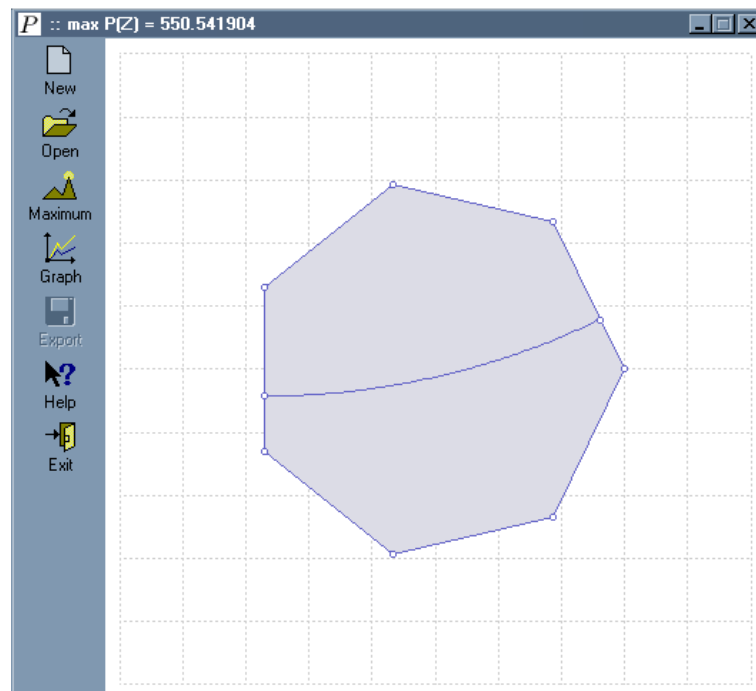 P :: max P(Z) = 550.541904
New
Open
Maximum
Graph
Export
Help
Exit